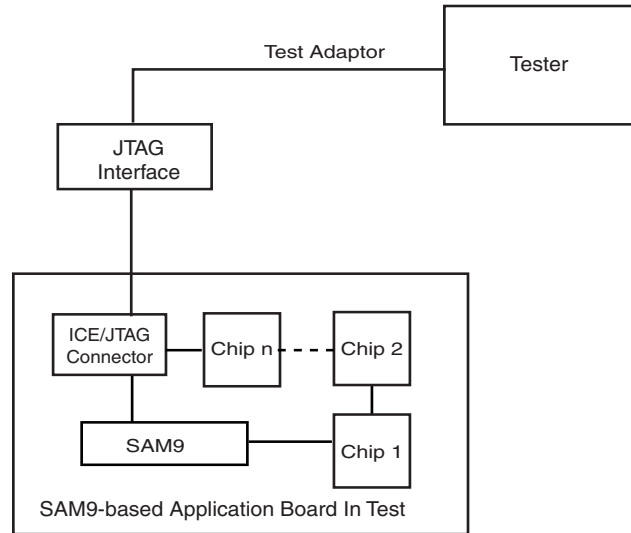 Test Adaptor
Tester
JTAG
Interface
ICE/JTAG
Connector
Chip n
Chip 2
SAM9
Chip 1
SAM9-based Application Board In Test